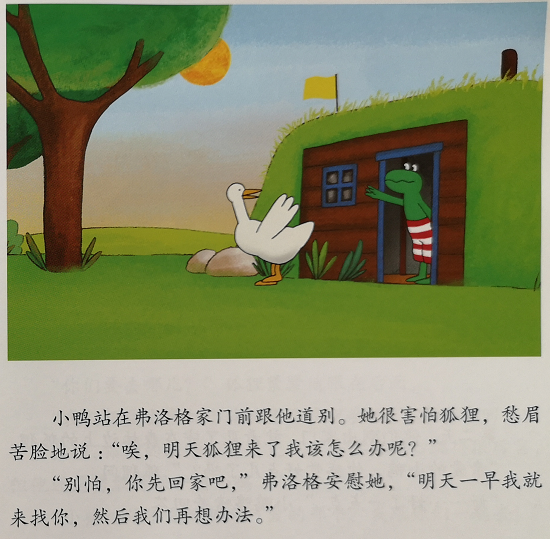 小鸭站在弗洛格家门前跟他道别。她很害怕狐狸，愁眉
苦脸地说：“唉，明天狐狸来了我该怎么办呢？”
“别怕，你先回家吧，”弗洛格安慰她，“明天一早我就
来找你，然后我们再想办法。”